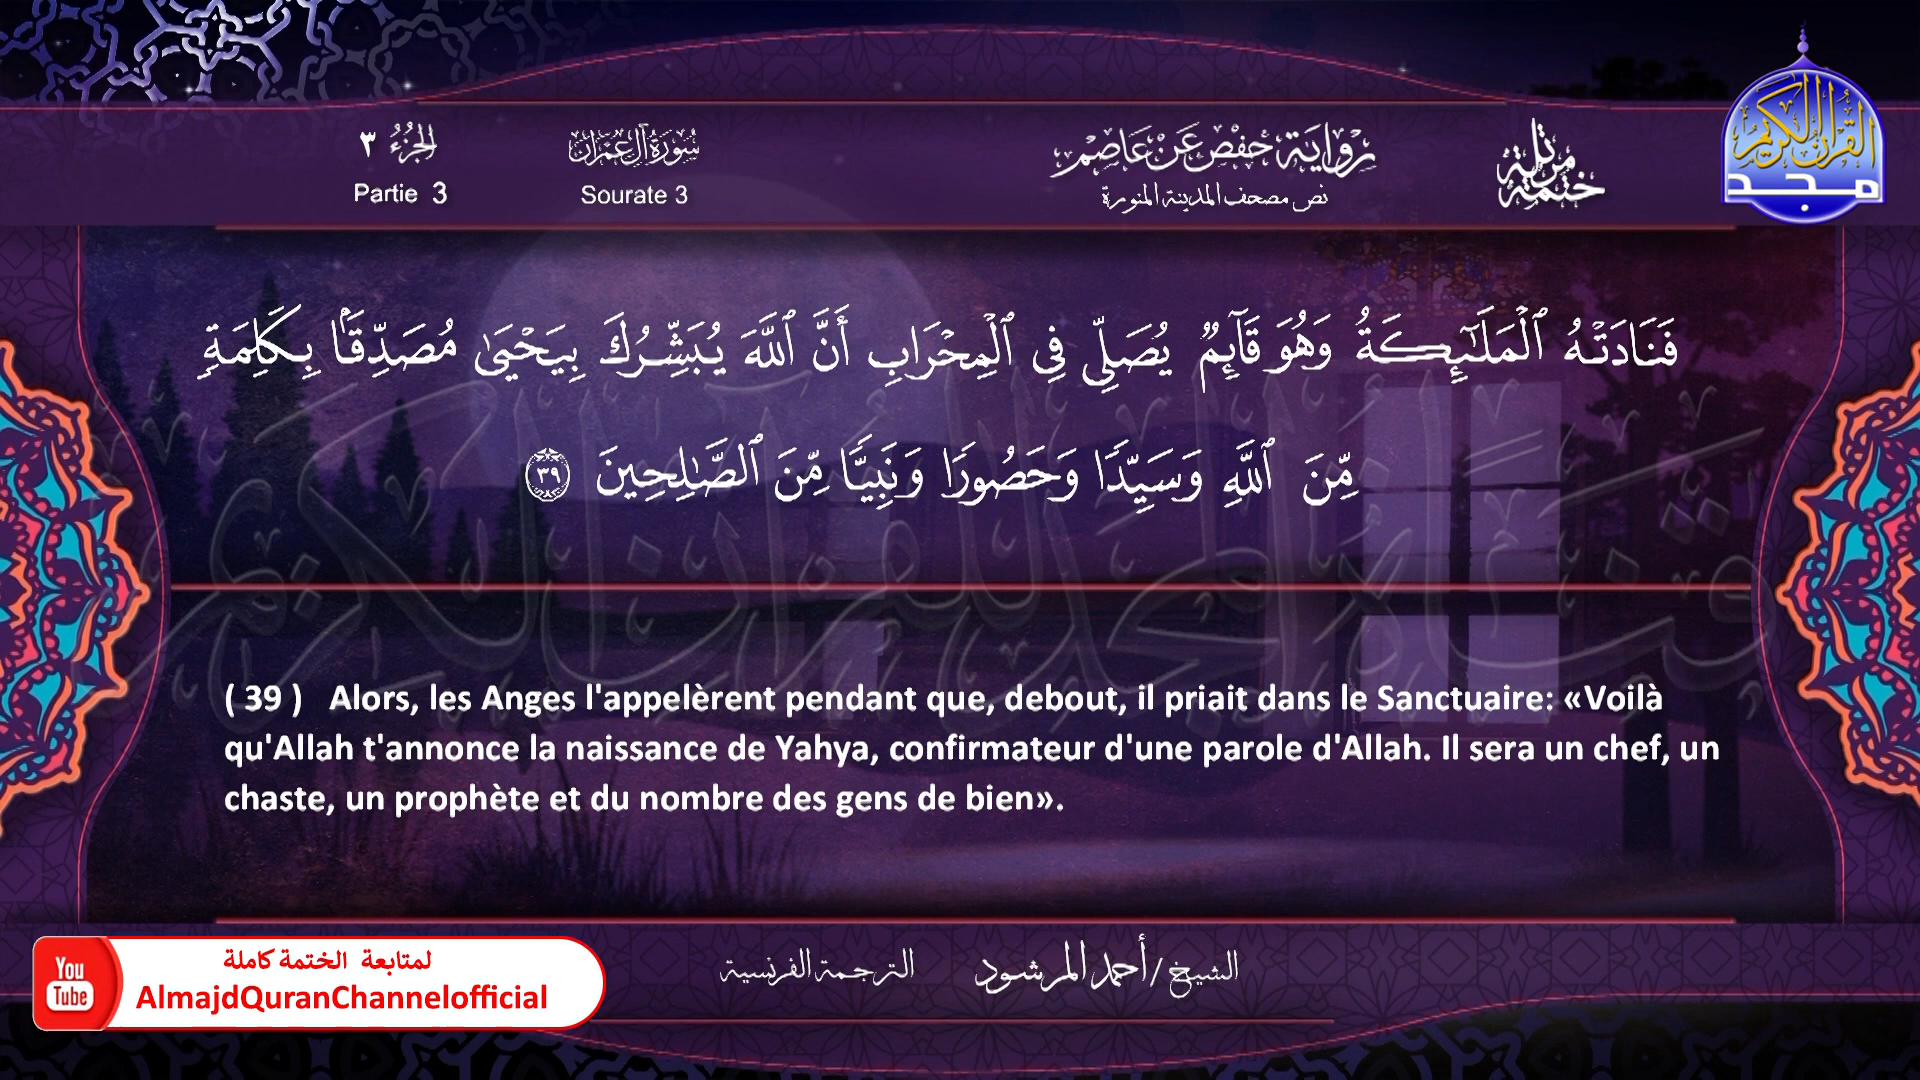 القرآن الكريم
مجد
ختمة مرتلة
رواية حفص عن عاصم
نص مصحف المدينة المنورة
سورة آل عمران
Sourate 3
الجزء ٣
Partie 3
فَنَادَتْهُ ٱلْمَلَـٰٓئِكَةُ وَهُوَ قَآئِمٌ يُصَلِّى فِى ٱلْمِحْرَابِ أَنَّ ٱللَّهَ يُبَشِّرُكَ بِيَحْيَىٰ مُصَدِّقًۢا بِكَلِمَةٍ
مِّنَ ٱللَّهِ وَسَيِّدًا وَحَصُورًا وَنَبِيًّا مِّنَ ٱلصَّـٰلِحِينَ ٣٩
قناة المجد للقرآن الكريم
( 39 ) Alors, les Anges l'appelèrent pendant que, debout, il priait dans le Sanctuaire: «Voilà
qu'Allah t'annonce la naissance de Yahya, confirmateur d'une parole d'Allah. Il sera un chef, un
chaste, un prophète et du nombre des gens de bien».
الشيخ / أحمد المرشود
الترجمة الفرنسية
You
Tube
لمتابعة الختمة كاملة
AlmajdQuranChannelofficial